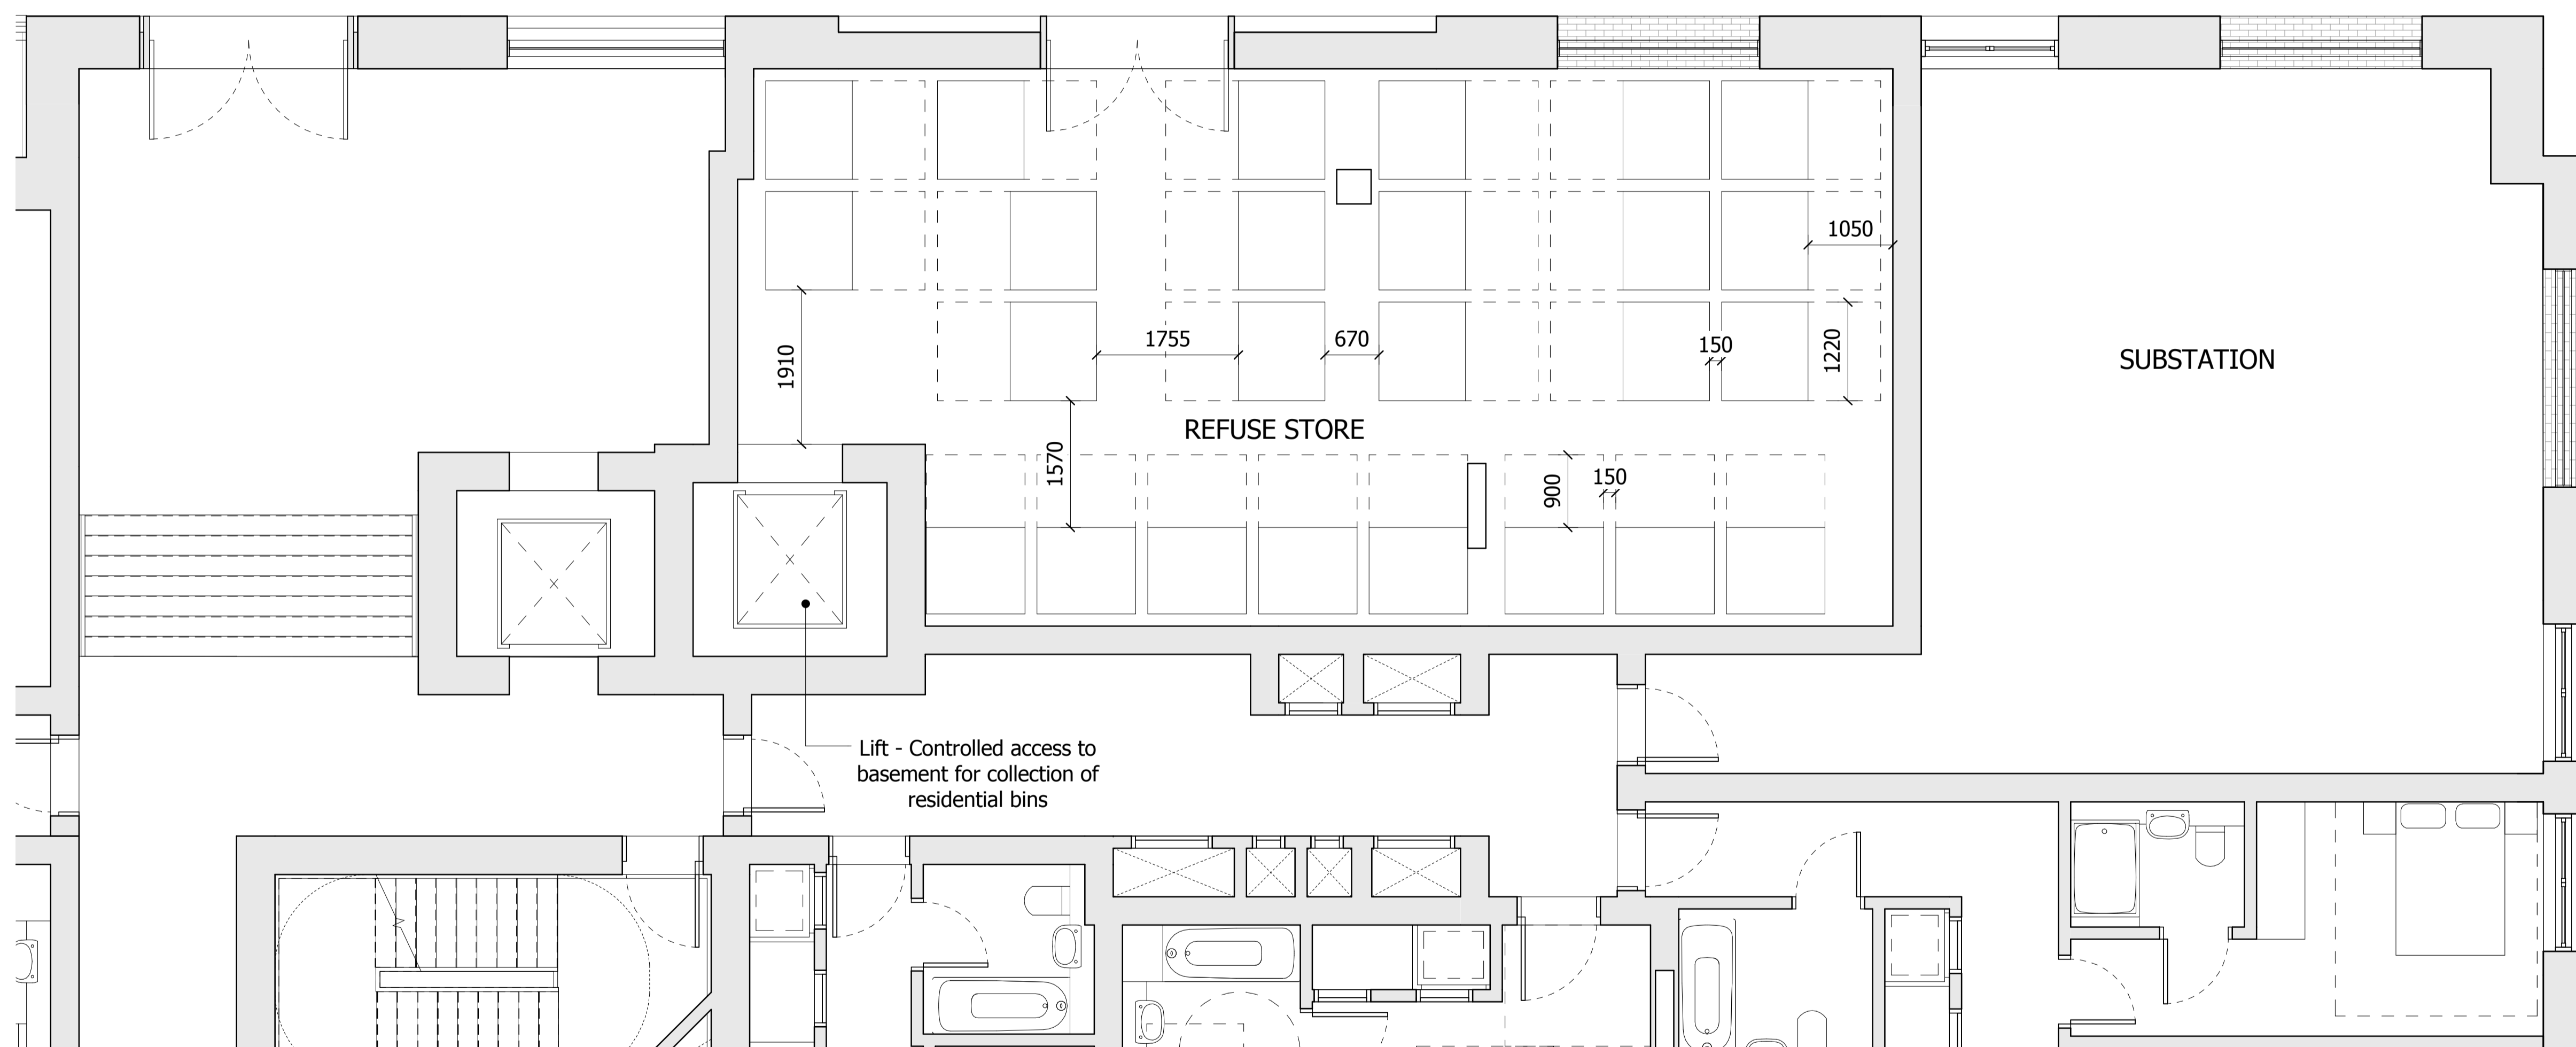 1050
1755
670
150
1220
1910
SUBSTATION
REFUSE STORE
1570
900
150
Lift - Controlled access to
basement for collection of
residential bins